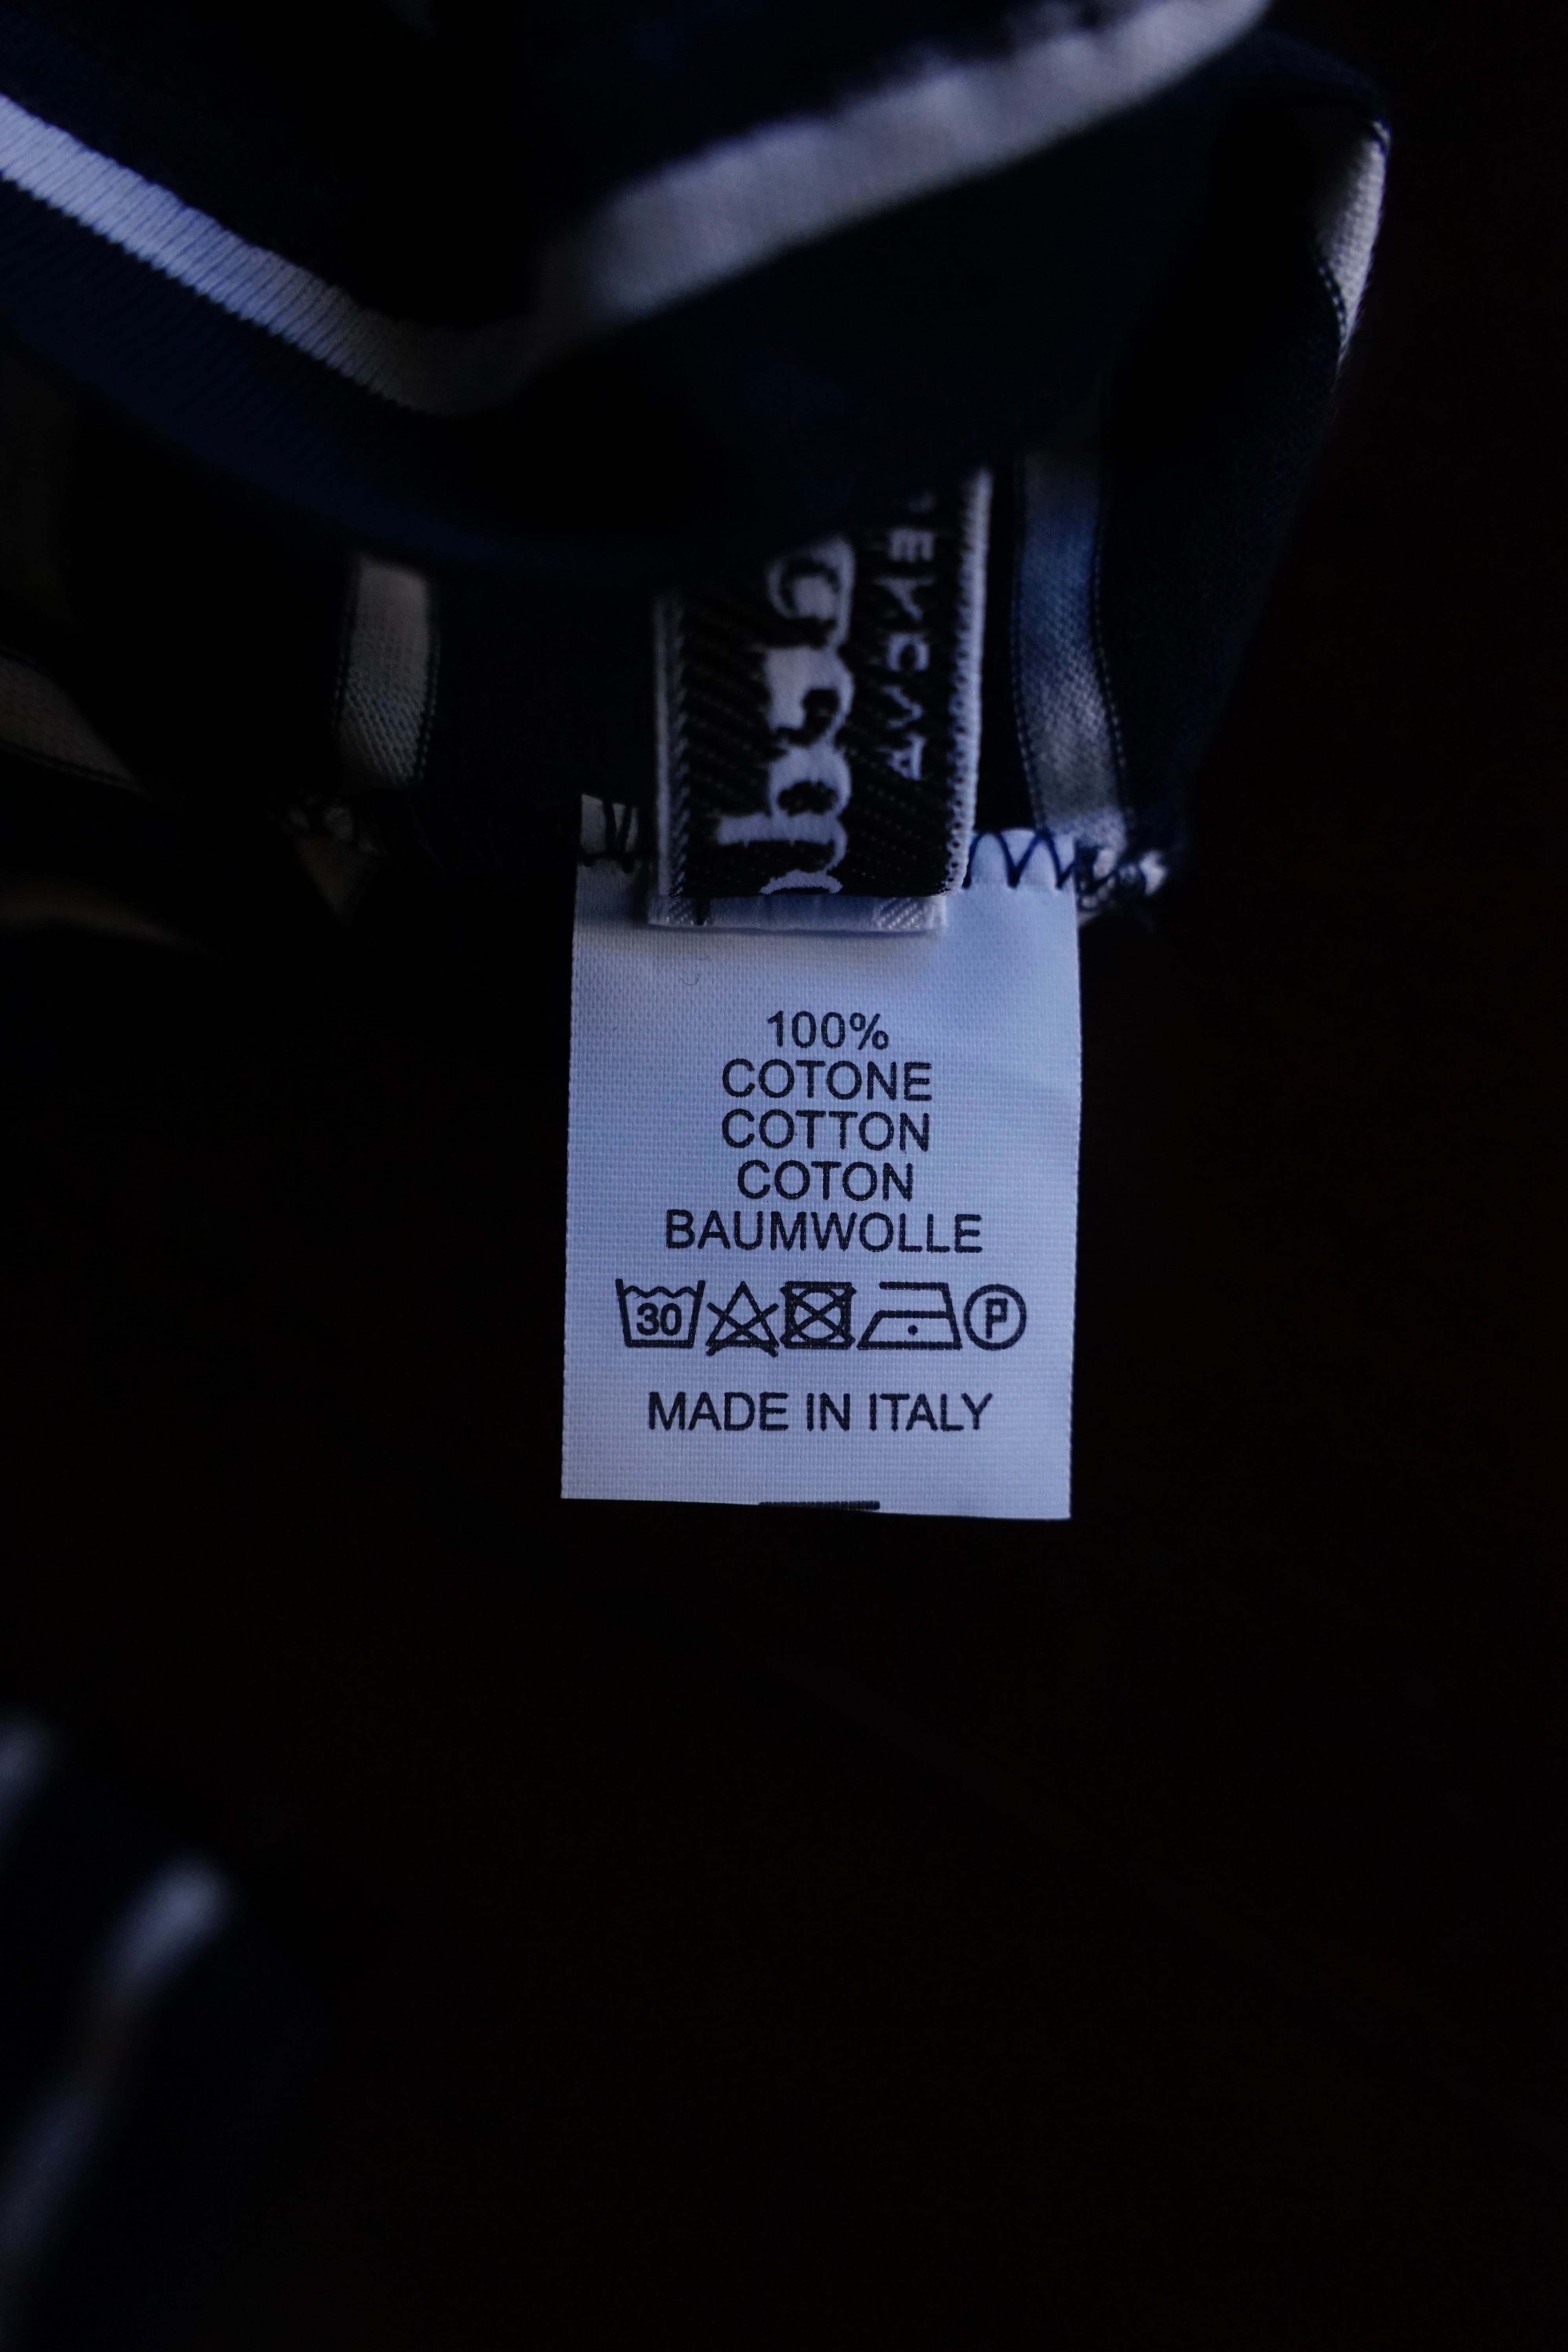 100%
COTONE
COTTON
COTON
BAUMWOLLE
30 P
MADE IN ITALY